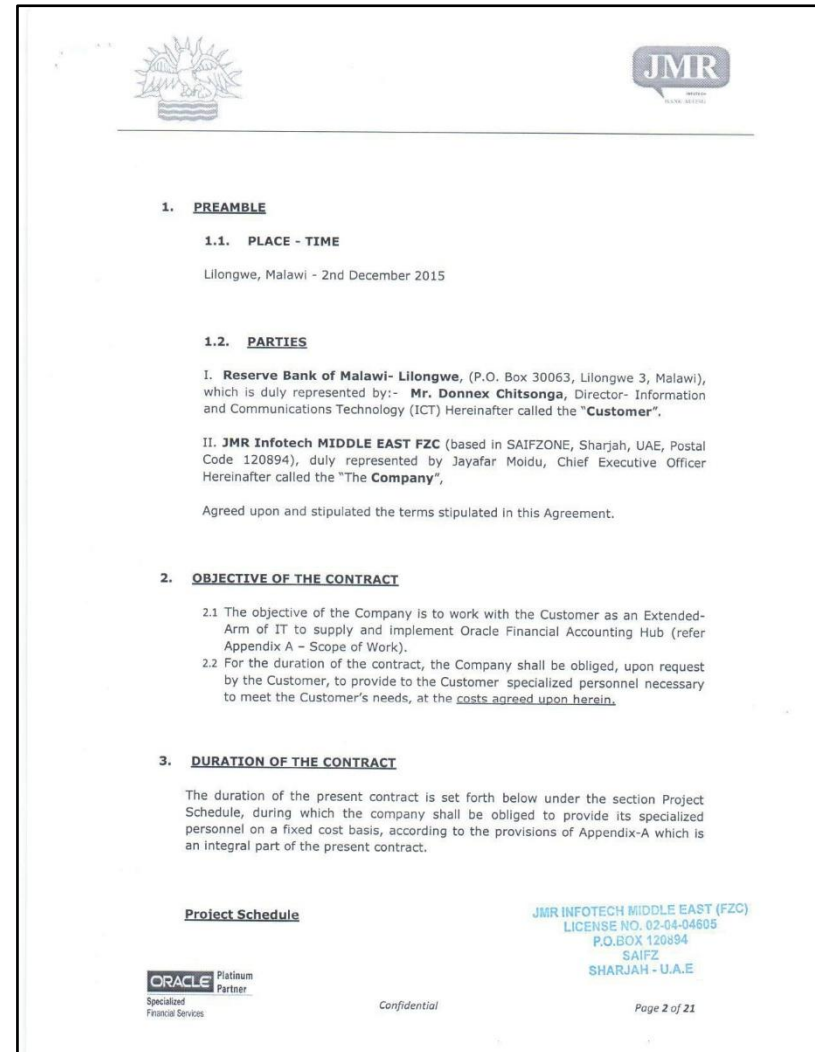 JMR
1. PREAMBLE
1.1. PLACE - TIME
Lilongwe, Malawi - 2nd December 2015
1.2. PARTIES
I. Reserve Bank of Malawi- Lilongwe, (P.O. Box 30063, Lilongwe 3, Malawi),
which is duly represented by:- Mr. Donnex Chitsonga, Director- Information
and Communications Technology (ICT) Hereinafter called the "Customer".
II. JMR Infotech MIDDLE EAST FZC (based in SAIFZONE, Sharjah, UAE, Postal
Code 120894), duly represented by Jayafar Moidu, Chief Executive Officer
Hereinafter called the "The Company",
Agreed upon and stipulated the terms stipulated in this Agreement.
2. OBJECTIVE OF THE CONTRACT
2.1 The objective of the Company is to work with the Customer as an Extended-
Arm of IT to supply and implement Oracle Financial Accounting Hub (refer
Appendix A – Scope of Work).
2.2 For the duration of the contract, the Company shall be obliged, upon request
by the Customer, to provide to the Customer specialized personnel necessary
to meet the Customer's needs, at the costs agreed upon herein.
3. DURATION OF THE CONTRACT
The duration of the present contract is set forth below under the section Project
Schedule, during which the company shall be obliged to provide its specialized
personnel on a fixed cost basis, according to the provisions of Appendix-A which is
an integral part of the present contract.
Project Schedule
JMR INFOTECH MIDDLE EAST (FZC)
LICENSE NO. 02-04-04605
P.O.BOX 120894
SAIFZ
SHARJAH - U.A.E
ORACLE Platinum
Partner
Specialized
Financial Services
Confidential
Page 2 of 21